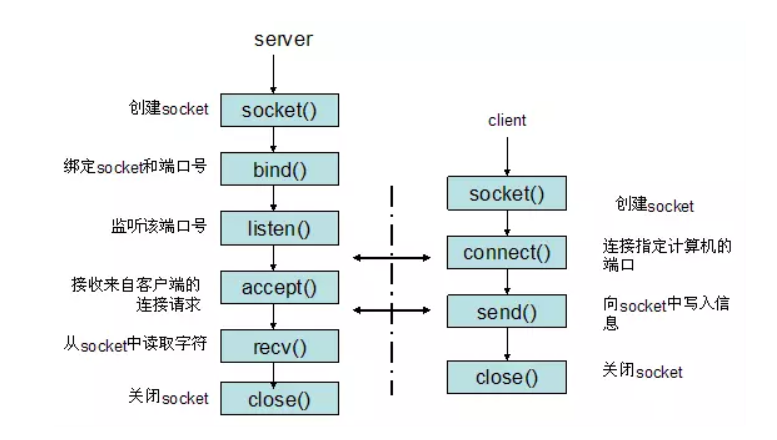 server
创建socket
socket()
绑定socket和端口号
bind()
监听该端口号
listen()
接收来自客户端的
连接请求
accept()
从socket中读取字符
recv()
关闭socket
close()
client
socket()
创建socket
connect()
连接指定计算机的
端口
send()
向socket中写入信
息
close()
关闭socket